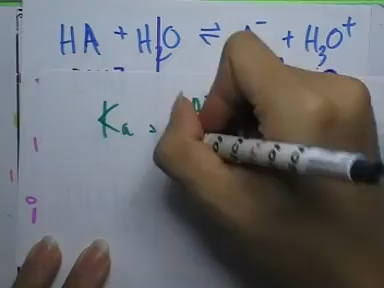 HA + H₂O ⇌ A⁻ + H₃O⁺
Ka =